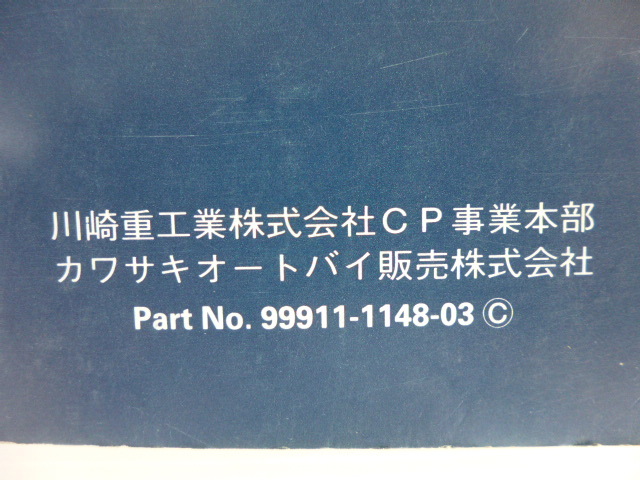 川崎重工業株式会社ＣＰ事業本部
カワサキオートバイ販売株式会社
Part No. 99911-1148-03 Ⓒ